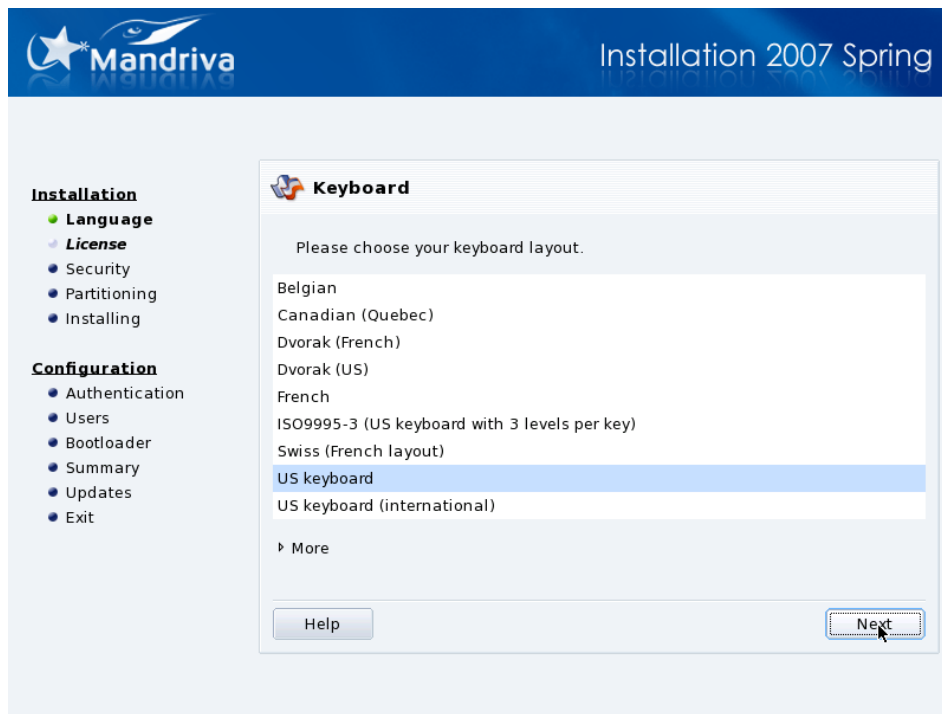 Mandriva
Installation 2007 Spring
Installation
Language
License
Security
Partitioning
Installing
Configuration
Authentication
Users
Bootloader
Summary
Updates
Exit
Keyboard
Please choose your keyboard layout.
Belgian
Canadian (Quebec)
Dvorak (French)
Dvorak (US)
French
ISO9995-3 (US keyboard with 3 levels per key)
Swiss (French layout)
US keyboard
US keyboard (international)
More
Help
Next